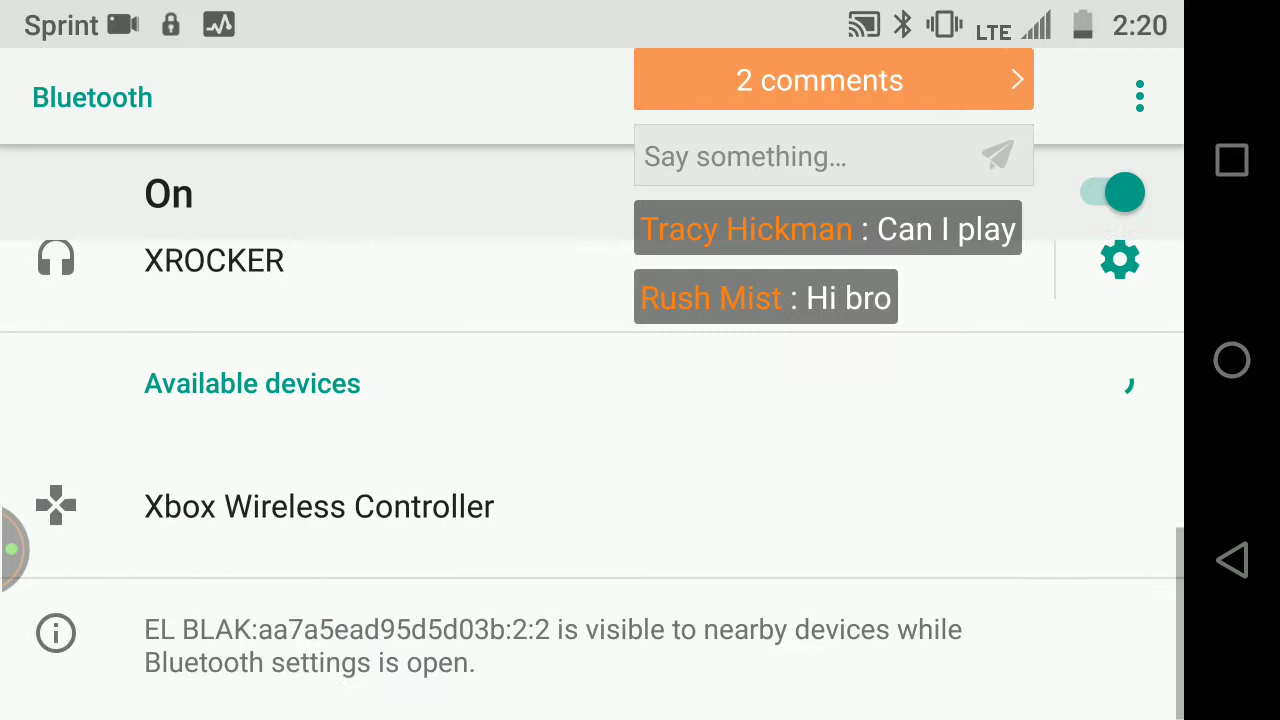 Sprint LTE 2:20
Bluetooth
2 comments
Say something...
On
Tracy Hickman : Can I play
XROCKER
Rush Mist : Hi bro
Available devices
Xbox Wireless Controller
EL BLAK:aa7a5ead95d5d03b:2:2 is visible to nearby devices while
Bluetooth settings is open.